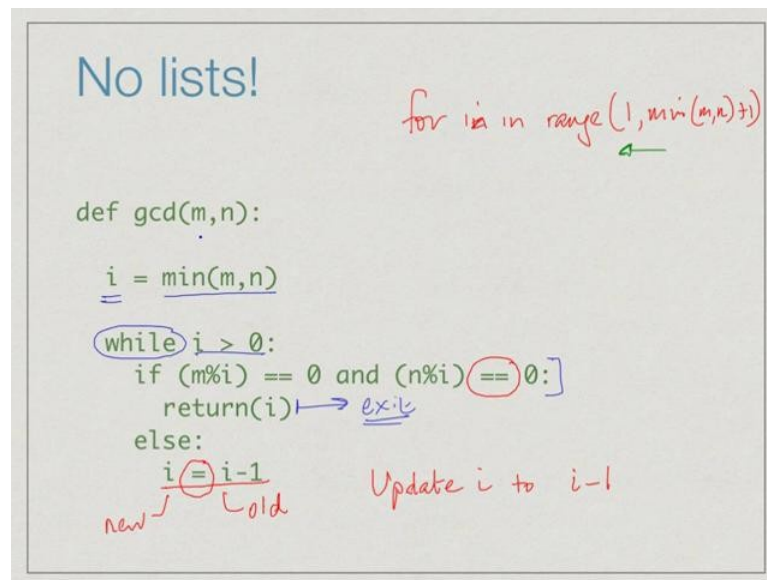 No lists!
for in in range(1, min(m,n)+1)
def gcd(m,n):
i = min(m,n)
while i > 0:
if (m%i) == 0 and (n%i) == 0:]
return(i) → exit
else:
i = i-1
new old
Update i to i-1